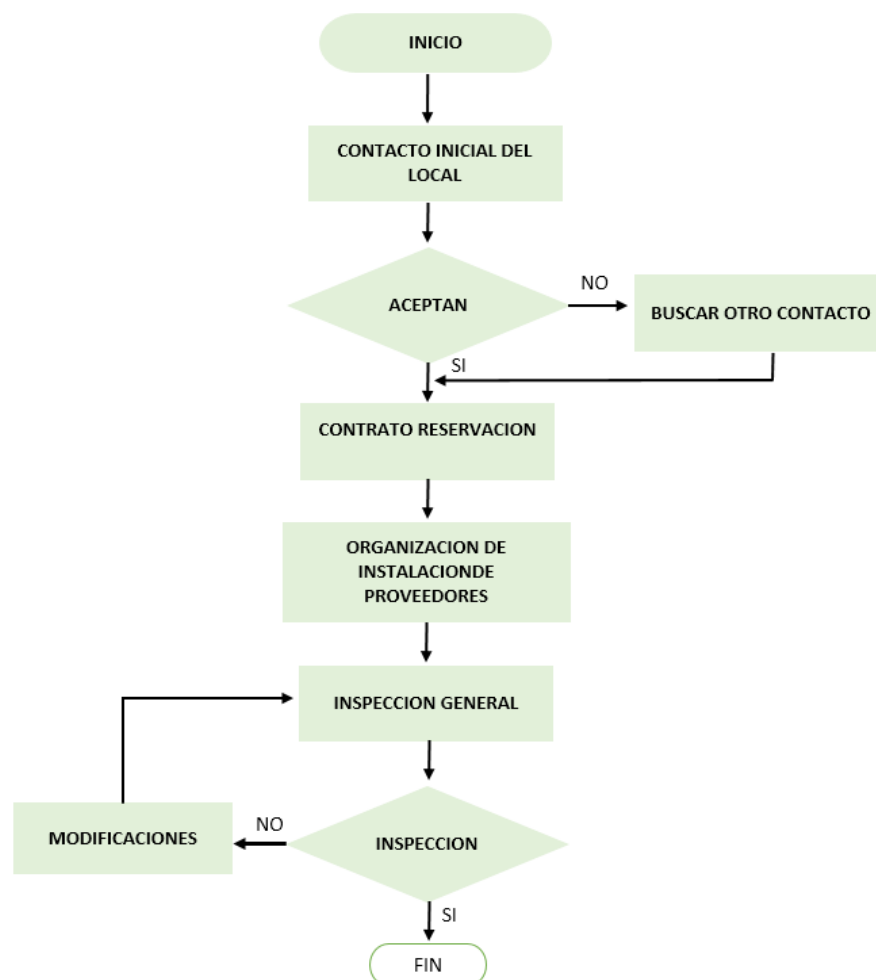 INICIO
CONTACTO INICIAL DEL
LOCAL
ACEPTAN
NO
BUSCAR OTRO CONTACTO
SI
CONTRATO RESERVACION
ORGANIZACION DE
INSTALACIONDE
PROVEEDORES
INSPECCION GENERAL
MODIFICACIONES
NO
INSPECCION
SI
FIN